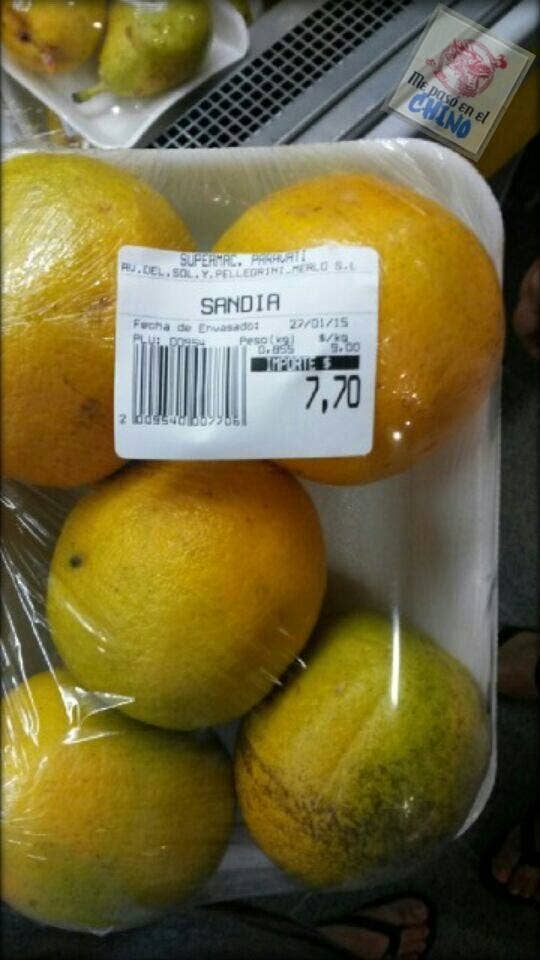 Me pasó en el
CHINO
SUPERMRC. PARAVATI
AV.DEL.SOL.Y.PELLEGRINI.MERLO S.L
SANDIA
Fecha de Envasado: 27/01/15
PLU: 00954 Peso(kg) $/kg
0,855 9,00
IMPORTE $
7,70
2 009540 007706